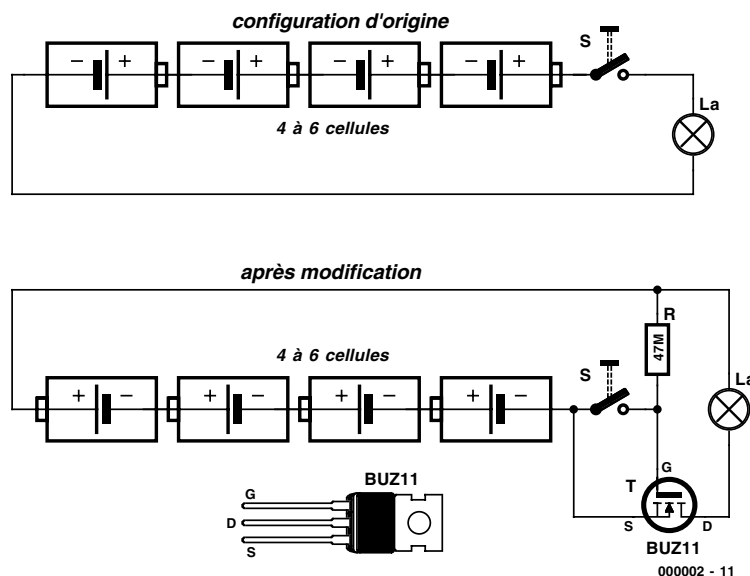 configuration d'origine
S
− + − + − + − +
La
4 à 6 cellules
après modification
R
47M
4 à 6 cellules
S
La
+ − + − + − + −
BUZ11
G
D
S
T
G
S
D
BUZ11
000002 - 11